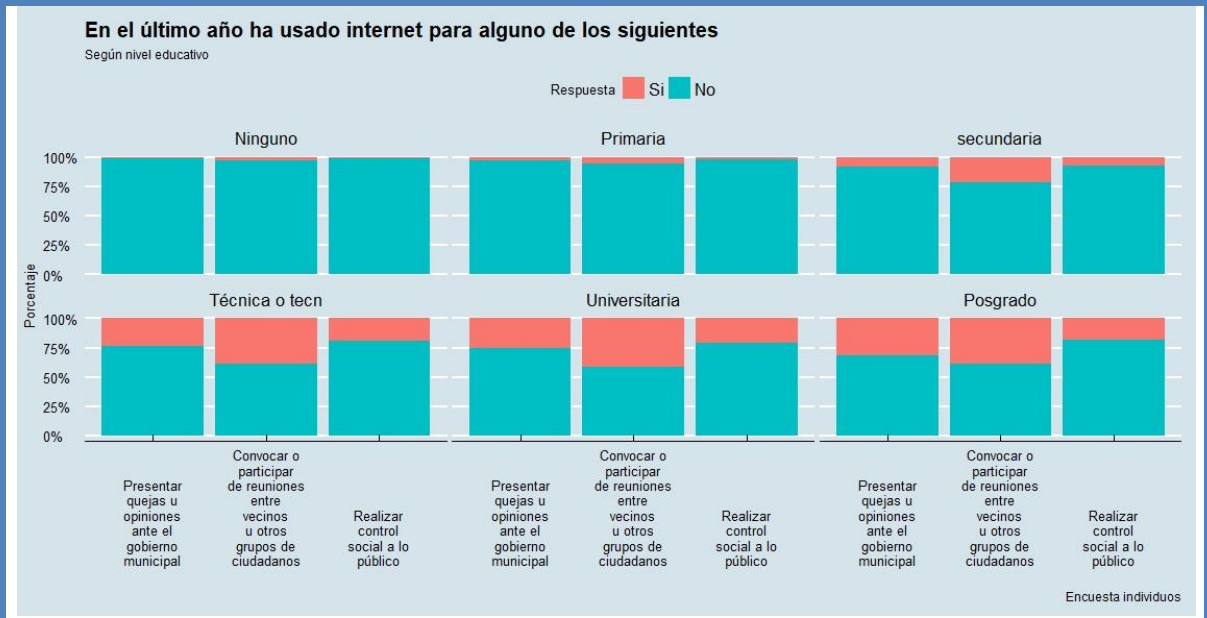 En el último año ha usado internet para alguno de los siguientes
Según nivel educativo
Respuesta Si No
Ninguno
Primaria
secundaria
100%
75%
50%
25%
0%
Porcentaje
Técnica o tecn
Universitaria
Posgrado
100%
75%
50%
25%
0%
Presentar
quejas u
opiniones
ante el
gobierno
municipal
Convocar o
participar
de reuniones
entre
vecinos
u otros
grupos de
ciudadanos
Realizar
control
social a lo
público
Presentar
quejas u
opiniones
ante el
gobierno
municipal
Convocar o
participar
de reuniones
entre
vecinos
u otros
grupos de
ciudadanos
Realizar
control
social a lo
público
Presentar
quejas u
opiniones
ante el
gobierno
municipal
Convocar o
participar
de reuniones
entre
vecinos
u otros
grupos de
ciudadanos
Realizar
control
social a lo
público
Encuesta individuos